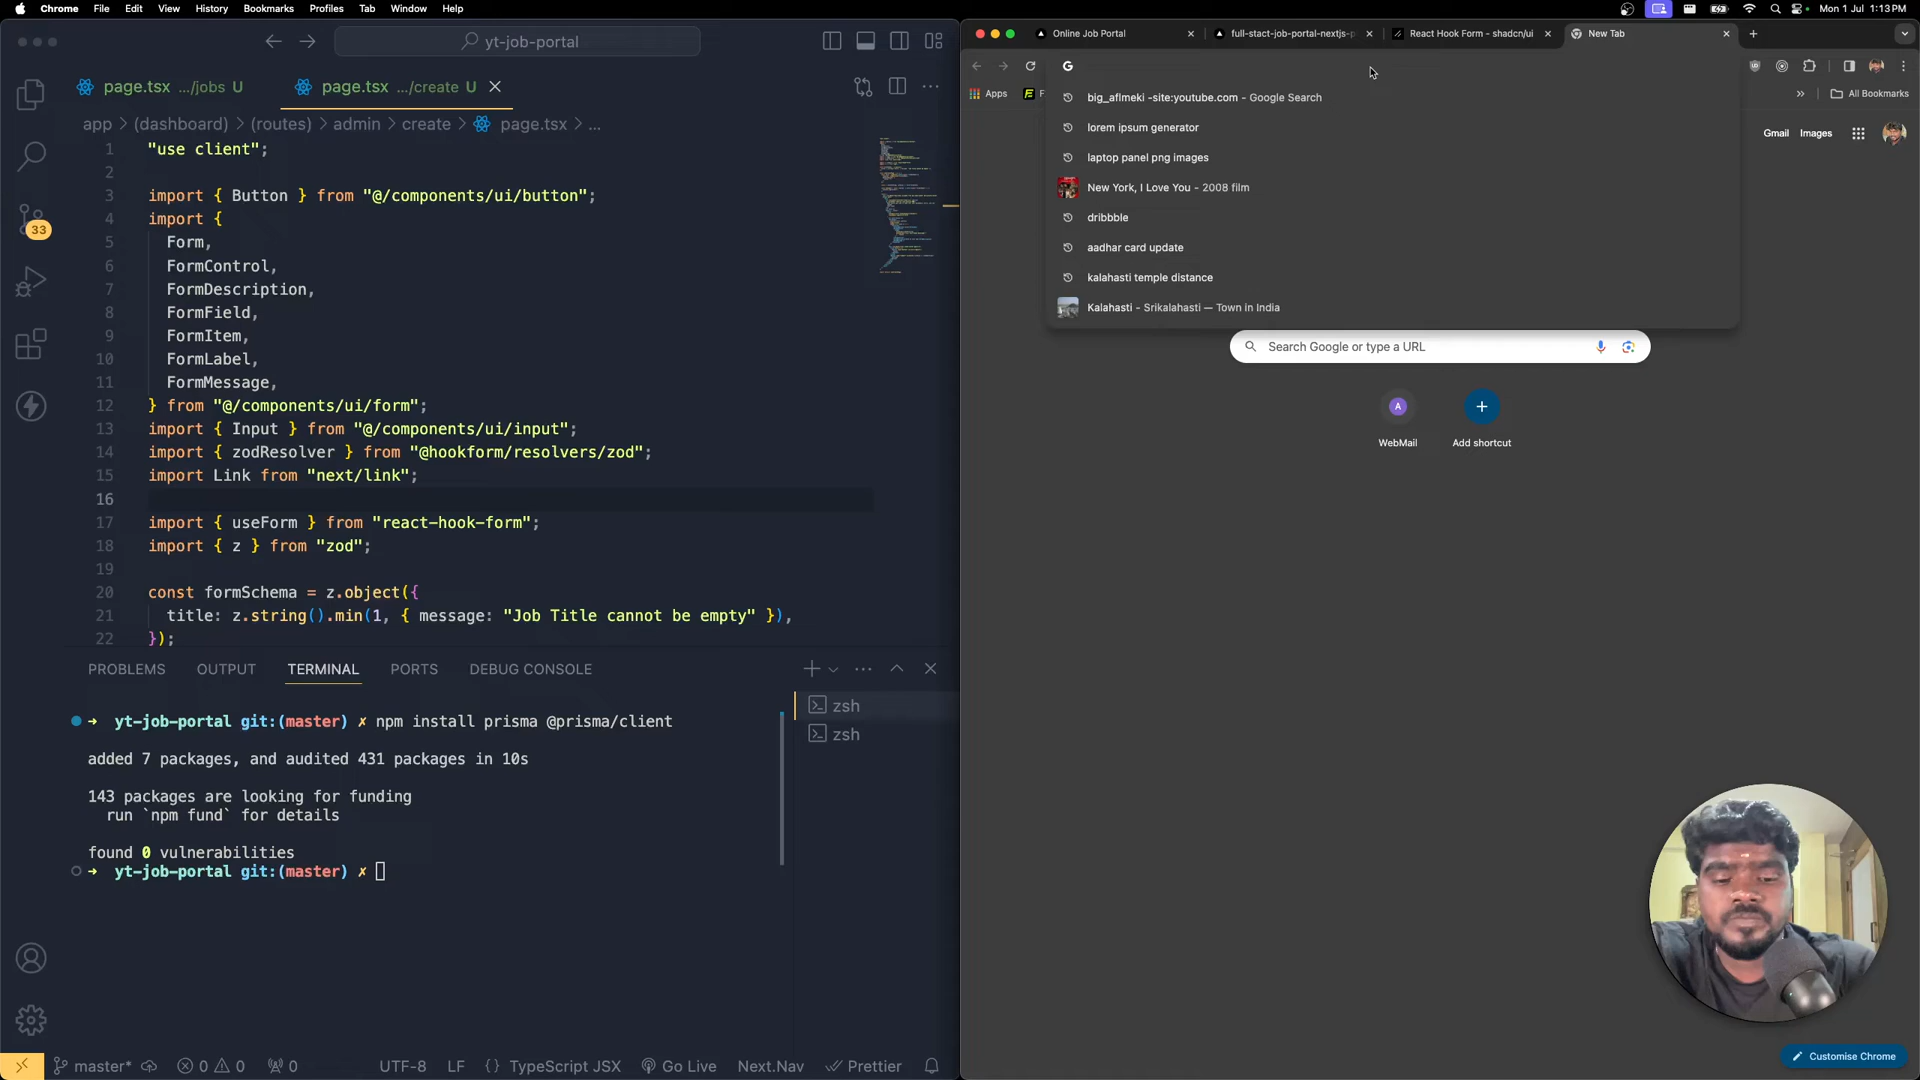 Chrome File Edit View History Bookmarks Profiles Tab Window Help
Mon 1 Jul 1:13 PM
yt-job-portal
page.tsx .../jobs U
page.tsx .../create U
app > (dashboard) > (routes) > admin > create > page.tsx > ...
1 "use client";
2
3 import { Button } from "@/components/ui/button";
4 import {
5 Form,
6 FormControl,
7 FormDescription,
8 FormField,
9 FormItem,
10 FormLabel,
11 FormMessage,
12 } from "@/components/ui/form";
13 import { Input } from "@/components/ui/input";
14 import { zodResolver } from "@hookform/resolvers/zod";
15 import Link from "next/link";
16
17 import { useForm } from "react-hook-form";
18 import { z } from "zod";
19
20 const formSchema = z.object({
21 title: z.string().min(1, { message: "Job Title cannot be empty" }),
22 });
33
PROBLEMS OUTPUT TERMINAL PORTS DEBUG CONSOLE
→ yt-job-portal git:(master) ✗ npm install prisma @prisma/client
added 7 packages, and audited 431 packages in 10s
143 packages are looking for funding
run `npm fund` for details
found 0 vulnerabilities
→ yt-job-portal git:(master) ✗
zsh
zsh
master* 0 0 0 UTF-8 LF {} TypeScript JSX Go Live Next.Nav Prettier
Online Job Portal
full-stact-job-portal-nextjs-p
React Hook Form - shadcn/ui
New Tab
Apps
All Bookmarks
big_aflmeki -site:youtube.com - Google Search
lorem ipsum generator
laptop panel png images
New York, I Love You - 2008 film
dribbble
aadhar card update
kalahasti temple distance
Kalahasti - Srikalahasti — Town in India
Gmail Images
Search Google or type a URL
A
WebMail
Add shortcut
Customise Chrome